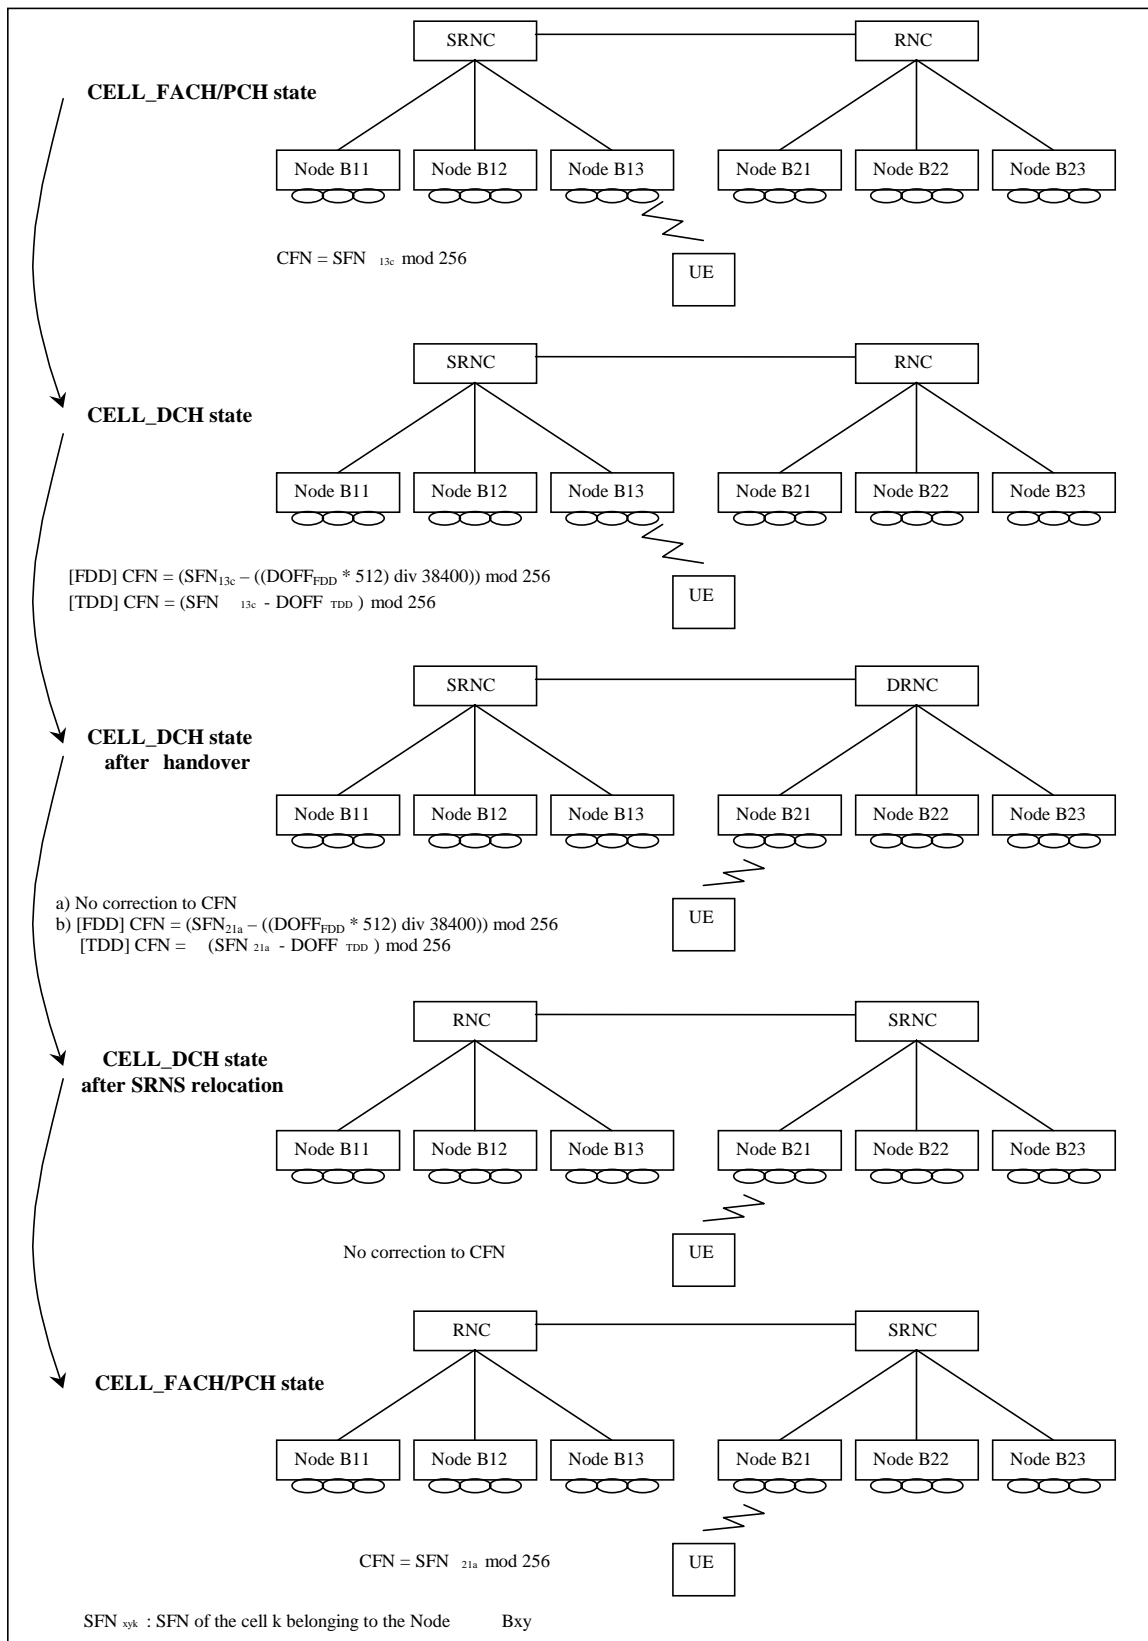 SRNC RNC
CELL_FACH/PCH state
Node B11 Node B12 Node B13 Node B21 Node B22 Node B23
CFN = SFN 13c mod 256
UE
SRNC RNC
CELL_DCH state
Node B11 Node B12 Node B13 Node B21 Node B22 Node B23
[FDD] CFN = (SFN13c – ((DOFFFDD * 512) div 38400)) mod 256
[TDD] CFN = (SFN 13c - DOFF TDD ) mod 256
UE
SRNC DRNC
CELL_DCH state
after handover
Node B11 Node B12 Node B13 Node B21 Node B22 Node B23
a) No correction to CFN
b) [FDD] CFN = (SFN21a – ((DOFFFDD * 512) div 38400)) mod 256
[TDD] CFN = (SFN 21a - DOFF TDD ) mod 256
UE
RNC SRNC
CELL_DCH state
after SRNS relocation
Node B11 Node B12 Node B13 Node B21 Node B22 Node B23
No correction to CFN
UE
RNC SRNC
CELL_FACH/PCH state
Node B11 Node B12 Node B13 Node B21 Node B22 Node B23
CFN = SFN 21a mod 256
UE
SFN xyk : SFN of the cell k belonging to the Node Bxy